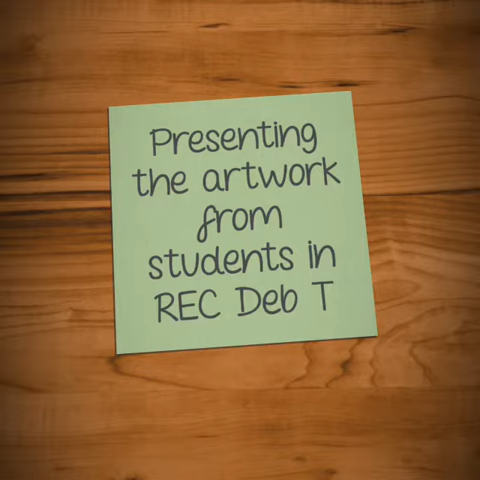 Presenting
the artwork
from
students in
REC Deb T